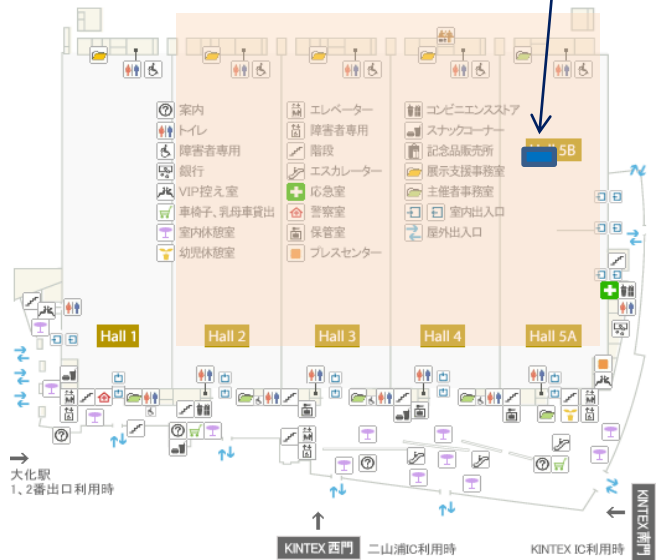 案内
トイレ
障害者専用
銀行
VIP控え室
車椅子、乳母車貸出
室内休憩室
幼児休憩室
エレベーター
障害者専用
階段
エスカレーター
応急室
警察室
保管室
プレスセンター
コンビニエンスストア
スナックコーナー
記念品販売所
展示支援事務室
主催者事務室
室内出入口
屋外出入口
5B
Hall 1
Hall 2
Hall 3
Hall 4
Hall 5A
大化駅
1、2番出口利用時
KINTEX 西門 二山浦IC利用時
KINTEX IC利用時
KINTEX 南門